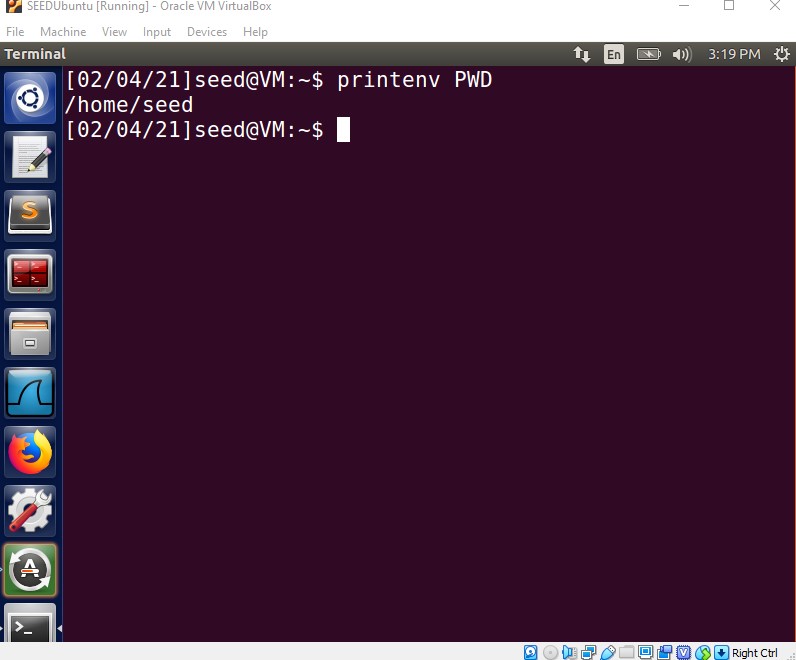 SEEDUbuntu [Running] - Oracle VM VirtualBox
File Machine View Input Devices Help
Terminal En 3:19 PM
[02/04/21]seed@VM:~$ printenv PWD
/home/seed
[02/04/21]seed@VM:~$
Right Ctrl